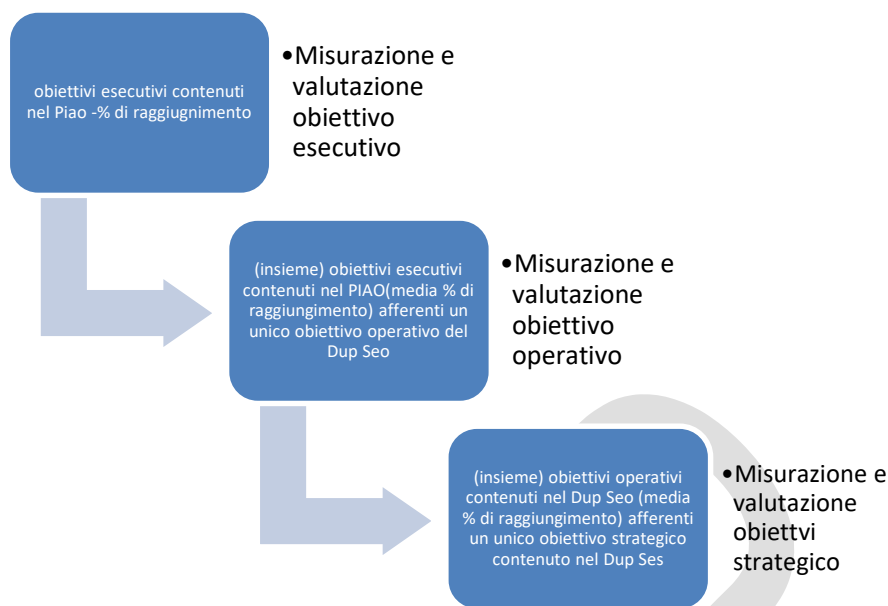 obiettivi esecutivi contenuti
nel Piao -% di raggiugnimento
•Misurazione e
valutazione
obiettivo
esecutivo
(insieme) obiettivi esecutivi
contenuti nel PIAO(media % di
raggiungimento) afferenti un
unico obiettivo operativo del
Dup Seo
•Misurazione e
valutazione
obiettivo
operativo
(insieme) obiettivi operativi
contenuti nel Dup Seo (media
% di raggiungimento) afferenti
un unico obiettivo strategico
contenuto nel Dup Ses
•Misurazione e
valutazione
obiettvi
strategico